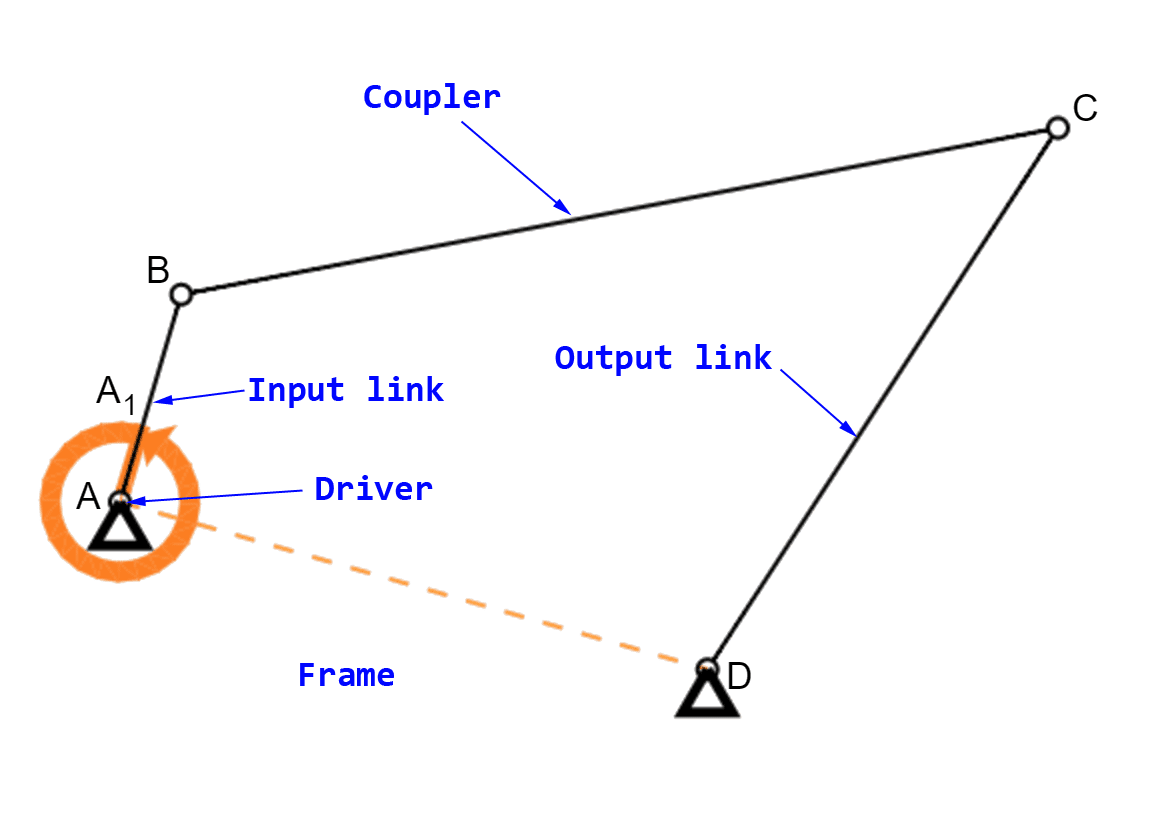 Coupler
C
B
Output link
A1
Input link
A
Driver
Frame
D